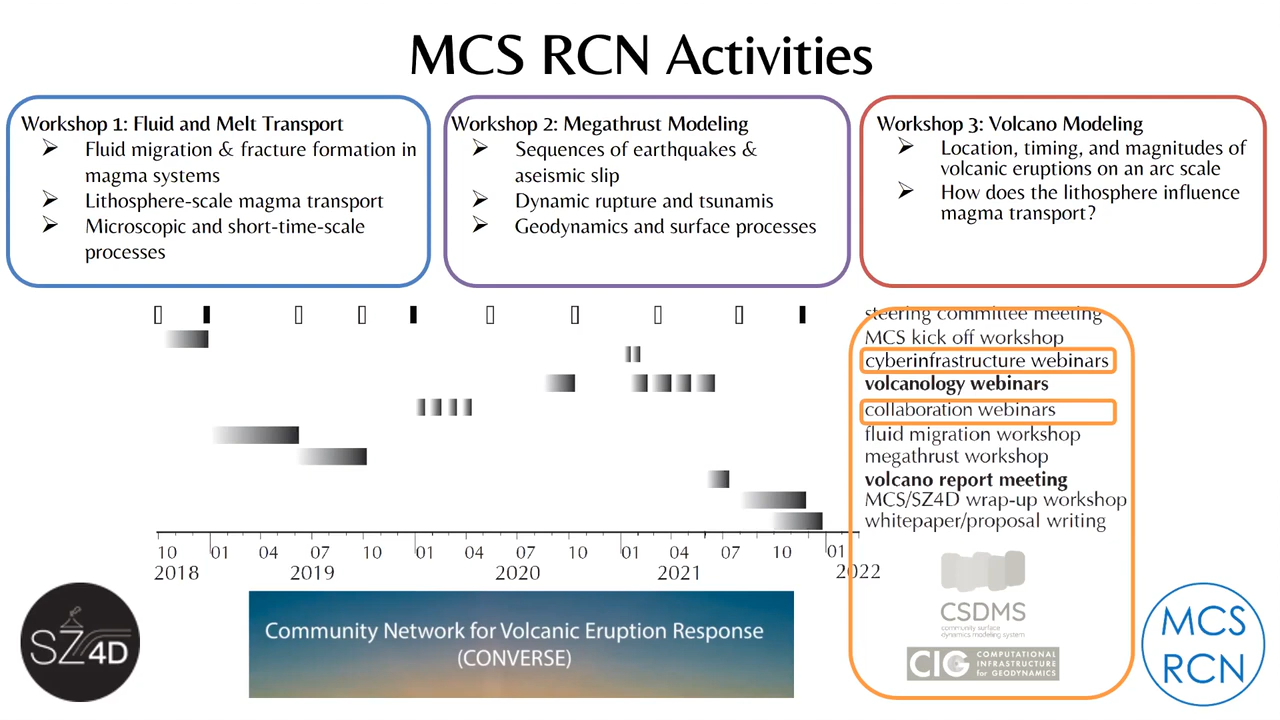 MCS RCN Activities
Workshop 1: Fluid and Melt Transport
➢ Fluid migration & fracture formation in
magma systems
➢ Lithosphere-scale magma transport
➢ Microscopic and short-time-scale
processes
Workshop 2: Megathrust Modeling
➢ Sequences of earthquakes &
aseismic slip
➢ Dynamic rupture and tsunamis
➢ Geodynamics and surface processes
Workshop 3: Volcano Modeling
➢ Location, timing, and magnitudes of
volcanic eruptions on an arc scale
➢ How does the lithosphere influence
magma transport?
steering committee meeting
MCS kick off workshop
cyberinfrastructure webinars
volcanology webinars
collaboration webinars
fluid migration workshop
megathrust workshop
volcano report meeting
MCS/SZ4D wrap-up workshop
whitepaper/proposal writing
10 01 04 07 10 01 04 07 10 01 04 07 10 01
2018 2019 2020 2021 2022
SZ4D
Community Network for Volcanic Eruption Response
(CONVERSE)
CSDMS
community surface
dynamics modeling system
CIG
COMPUTATIONAL
INFRASTRUCTURE
for GEODYNAMICS
MCS
RCN